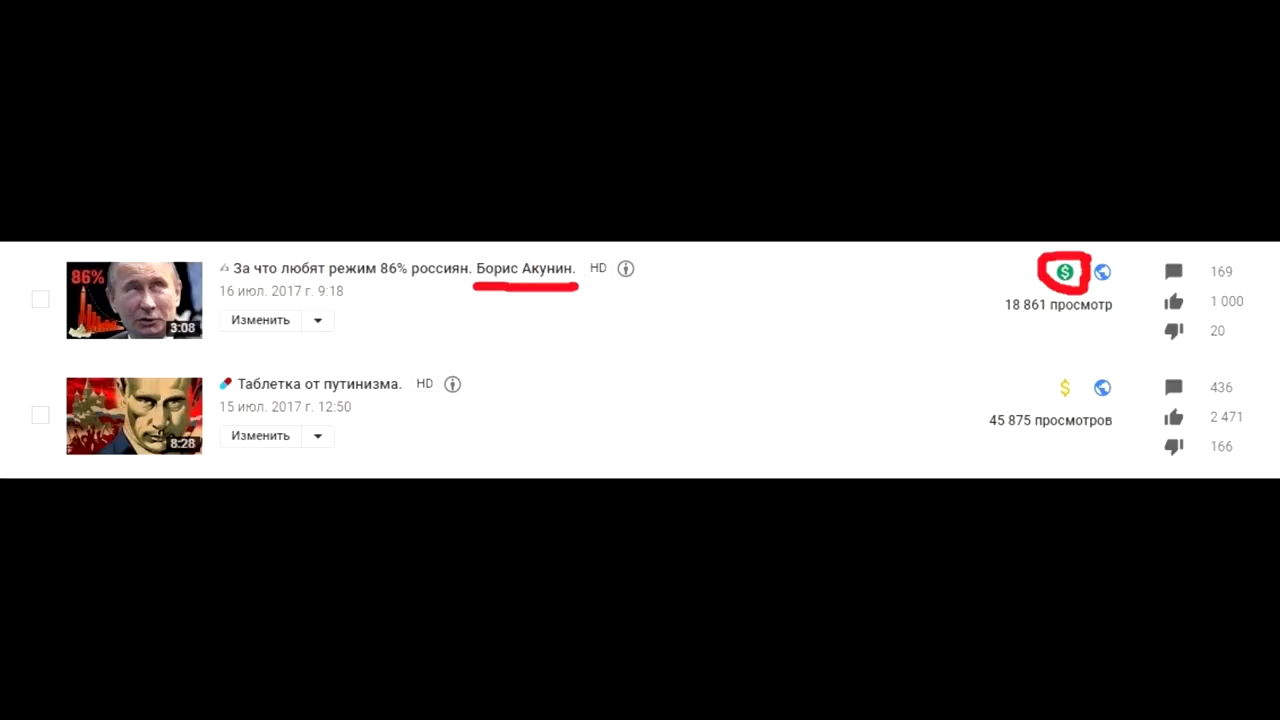 86%
3:08
За что любят режим 86% россиян. Борис Акунин. HD
16 июл. 2017 г. 9:18
Изменить
$
18 861 просмотр
169
1 000
20
8:28
Таблетка от путинизма. HD
15 июл. 2017 г. 12:50
Изменить
$
45 875 просмотров
436
2 471
166